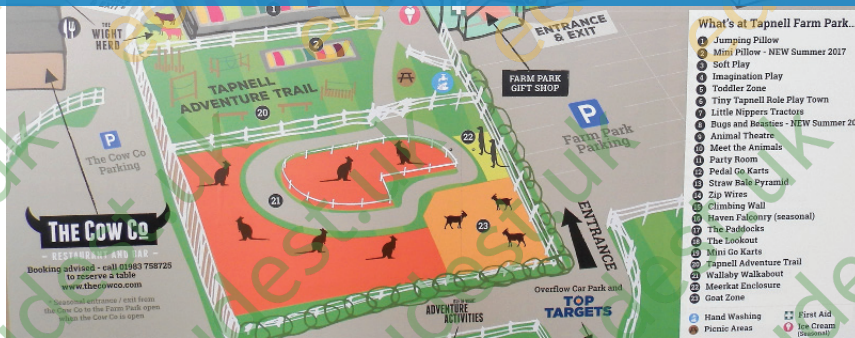 1
EXIT
THE
WIGHT
HERD
2
ENTRANCE
& EXIT
FARM PARK
GIFT SHOP
TAPNELL
ADVENTURE TRAIL
20
P
The Cow Co
Parking
P
Farm Park
Parking
22
21
23
THE COW CO
RESTAURANT AND BAR
Booking advised - call 01983 758725
to reserve a table
www.thecowco.com
* Seasonal entrance / exit from
the Cow Co to the Farm Park open
when the Cow Co is open
ENTRANCE
Overflow Car Park and
TOP
TARGETS
ADVENTURE
ACTIVITIES
What's at Tapnell Farm Park...
1 Jumping Pillow
2 Mini Pillow - NEW Summer 2017
3 Soft Play
4 Imagination Play
5 Toddler Zone
6 Tiny Tapnell Role Play Town
7 Little Nippers Tractors
8 Bugs and Beasties - NEW Summer 20
9 Animal Theatre
10 Meet the Animals
11 Party Room
12 Pedal Go Karts
13 Straw Bale Pyramid
14 Zip Wires
15 Climbing Wall
16 Haven Falconry (seasonal)
17 The Paddocks
18 The Lookout
19 Mini Go Karts
20 Tapnell Adventure Trail
21 Wallaby Walkabout
22 Meerkat Enclosure
23 Goat Zone
Hand Washing
Picnic Areas
First Aid
Ice Cream
(Seasonal)